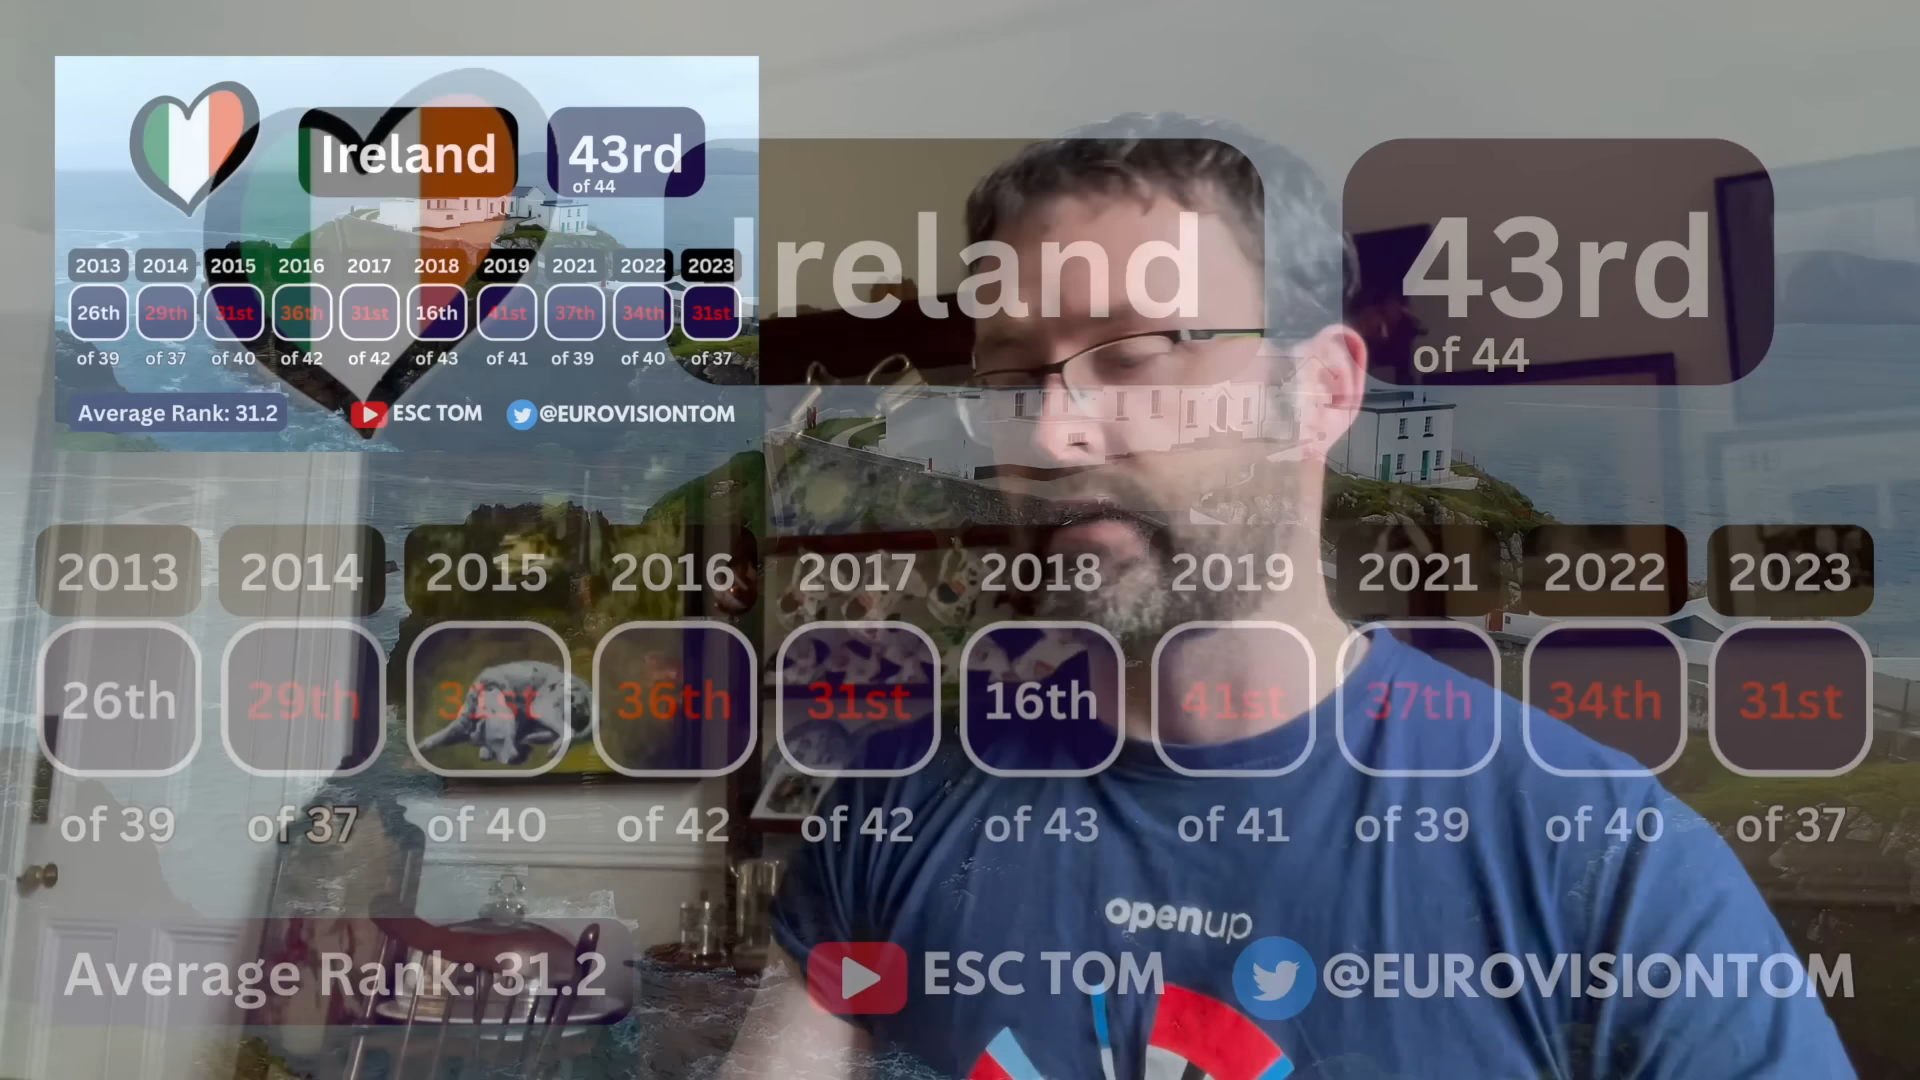 Ireland 43rd
of 44
2013 2014 2015 2016 2017 2018 2019 2021 2022 2023
26th 29th 31st 36th 31st 16th 41st 37th 34th 31st
of 39 of 37 of 40 of 42 of 42 of 43 of 41 of 39 of 40 of 37
Average Rank: 31.2 ESC TOM @EUROVISIONTOM
Ireland 43rd
of 44
2013 2014 2015 2016 2017 2018 2019 2021 2022 2023
26th 29th 31st 36th 31st 16th 41st 37th 34th 31st
of 39 of 37 of 40 of 42 of 42 of 43 of 41 of 39 of 40 of 37
openup
Average Rank: 31.2 ESC TOM @EUROVISIONTOM